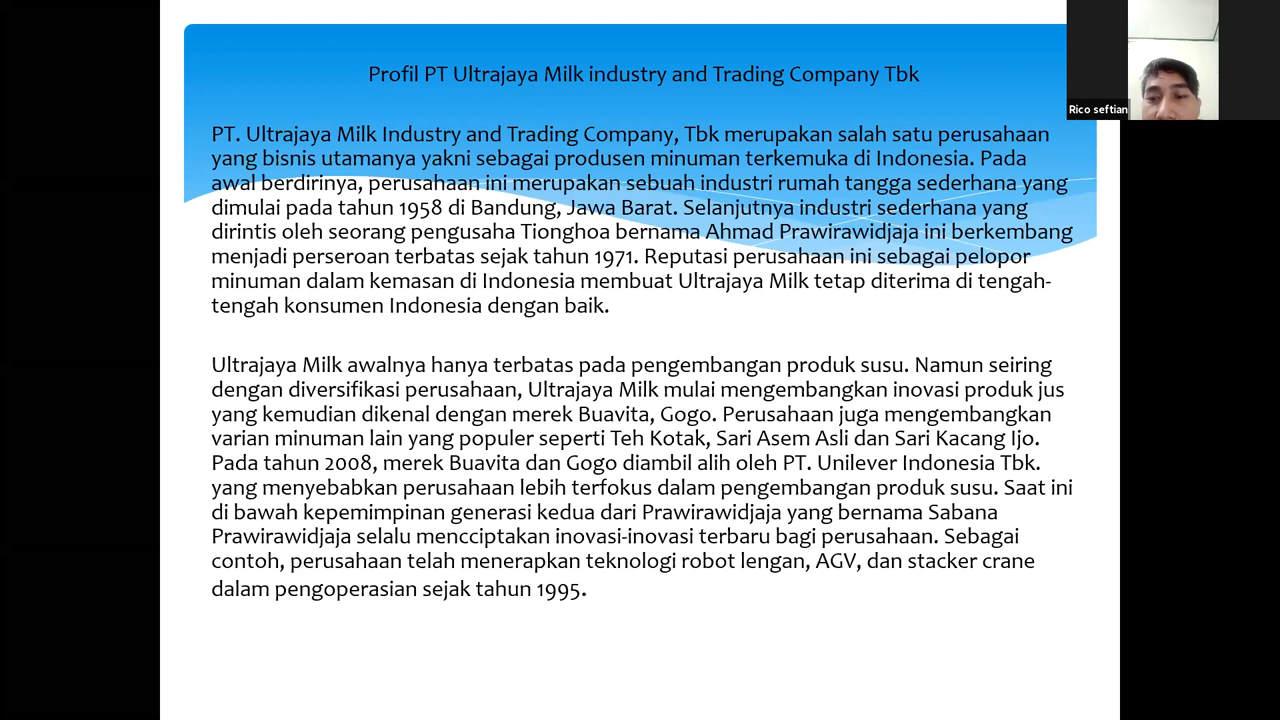 Profil PT Ultrajaya Milk industry and Trading Company Tbk
Rico seftian
PT. Ultrajaya Milk Industry and Trading Company, Tbk merupakan salah satu perusahaan
yang bisnis utamanya yakni sebagai produsen minuman terkemuka di Indonesia. Pada
awal berdirinya, perusahaan ini merupakan sebuah industri rumah tangga sederhana yang
dimulai pada tahun 1958 di Bandung, Jawa Barat. Selanjutnya industri sederhana yang
dirintis oleh seorang pengusaha Tionghoa bernama Ahmad Prawirawidjaja ini berkembang
menjadi perseroan terbatas sejak tahun 1971. Reputasi perusahaan ini sebagai pelopor
minuman dalam kemasan di Indonesia membuat Ultrajaya Milk tetap diterima di tengah-
tengah konsumen Indonesia dengan baik.
Ultrajaya Milk awalnya hanya terbatas pada pengembangan produk susu. Namun seiring
dengan diversifikasi perusahaan, Ultrajaya Milk mulai mengembangkan inovasi produk jus
yang kemudian dikenal dengan merek Buavita, Gogo. Perusahaan juga mengembangkan
varian minuman lain yang populer seperti Teh Kotak, Sari Asem Asli dan Sari Kacang Ijo.
Pada tahun 2008, merek Buavita dan Gogo diambil alih oleh PT. Unilever Indonesia Tbk.
yang menyebabkan perusahaan lebih terfokus dalam pengembangan produk susu. Saat ini
di bawah kepemimpinan generasi kedua dari Prawirawidjaja yang bernama Sabana
Prawirawidjaja selalu mencciptakan inovasi-inovasi terbaru bagi perusahaan. Sebagai
contoh, perusahaan telah menerapkan teknologi robot lengan, AGV, dan stacker crane
dalam pengoperasian sejak tahun 1995.